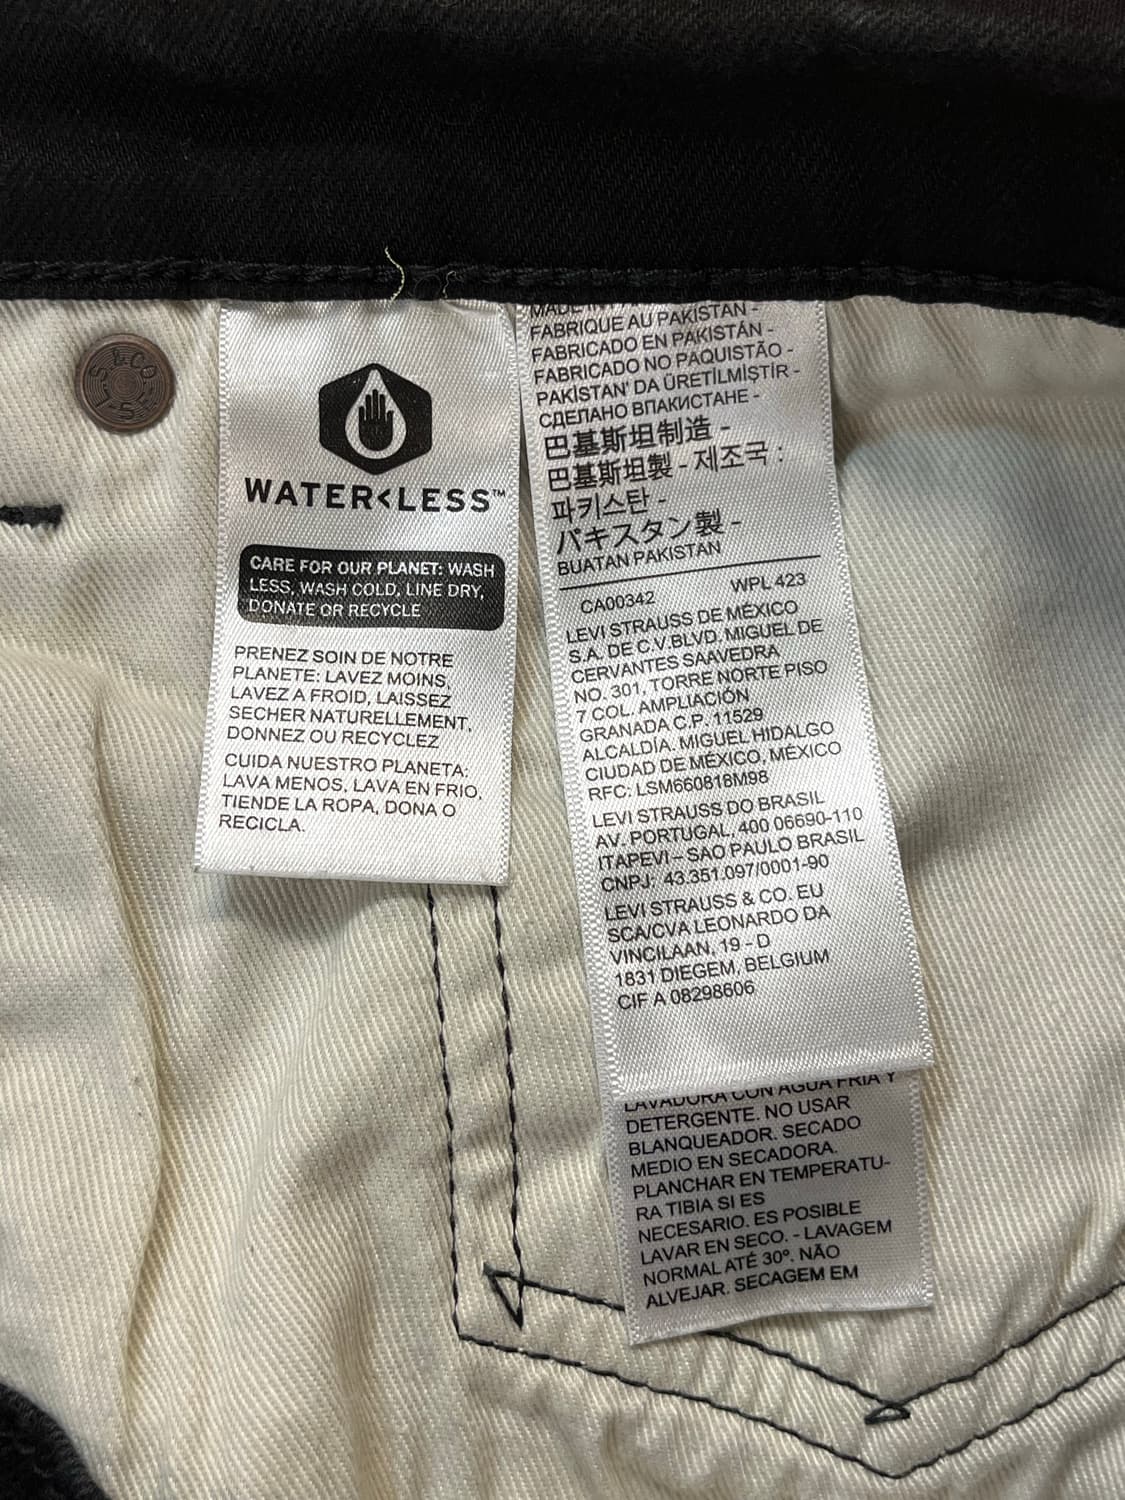 L S & CO
-S-
WATER<LESS™
CARE FOR OUR PLANET: WASH
LESS, WASH COLD, LINE DRY,
DONATE OR RECYCLE
PRENEZ SOIN DE NOTRE
PLANETE: LAVEZ MOINS,
LAVEZ A FROID, LAISSEZ
SECHER NATURELLEMENT,
DONNEZ OU RECYCLEZ
CUIDA NUESTRO PLANETA:
LAVA MENOS, LAVA EN FRIO,
TIENDE LA ROPA, DONA O
RECICLA.
MADE IN
FABRIQUE AU PAKISTAN -
FABRICADO EN PAKISTÁN -
FABRICADO NO PAQUISTÃO -
PAKİSTAN' DA ÜRETİLMİŞTİR -
СДЕЛАНО ВПАКИСТАНЕ -
巴基斯坦制造 -
巴基斯坦製 - 제조국 :
파키스탄 -
パキスタン製 -
BUATAN PAKISTAN
CA00342 WPL 423
LEVI STRAUSS DE MÉXICO
S.A. DE C.V.BLVD. MIGUEL DE
CERVANTES SAAVEDRA
NO. 301, TORRE NORTE PISO
7 COL. AMPLIACIÓN
GRANADA C.P. 11529
ALCALDÍA. MIGUEL HIDALGO
CIUDAD DE MÉXICO, MÉXICO
RFC: LSM660818M98
LEVI STRAUSS DO BRASIL
AV. PORTUGAL, 400 06690-110
ITAPEVI – SAO PAULO BRASIL
CNPJ: 43.351.097/0001-90
LEVI STRAUSS & CO. EU
SCA/CVA LEONARDO DA
VINCILAAN, 19 - D
1831 DIEGEM, BELGIUM
CIF A 08298606
LAVADORA CON AGUA FRIA Y
DETERGENTE. NO USAR
BLANQUEADOR. SECADO
MEDIO EN SECADORA.
PLANCHAR EN TEMPERATU-
RA TIBIA SI ES
NECESARIO. ES POSIBLE
LAVAR EN SECO. - LAVAGEM
NORMAL ATÉ 30º. NÃO
ALVEJAR. SECAGEM EM